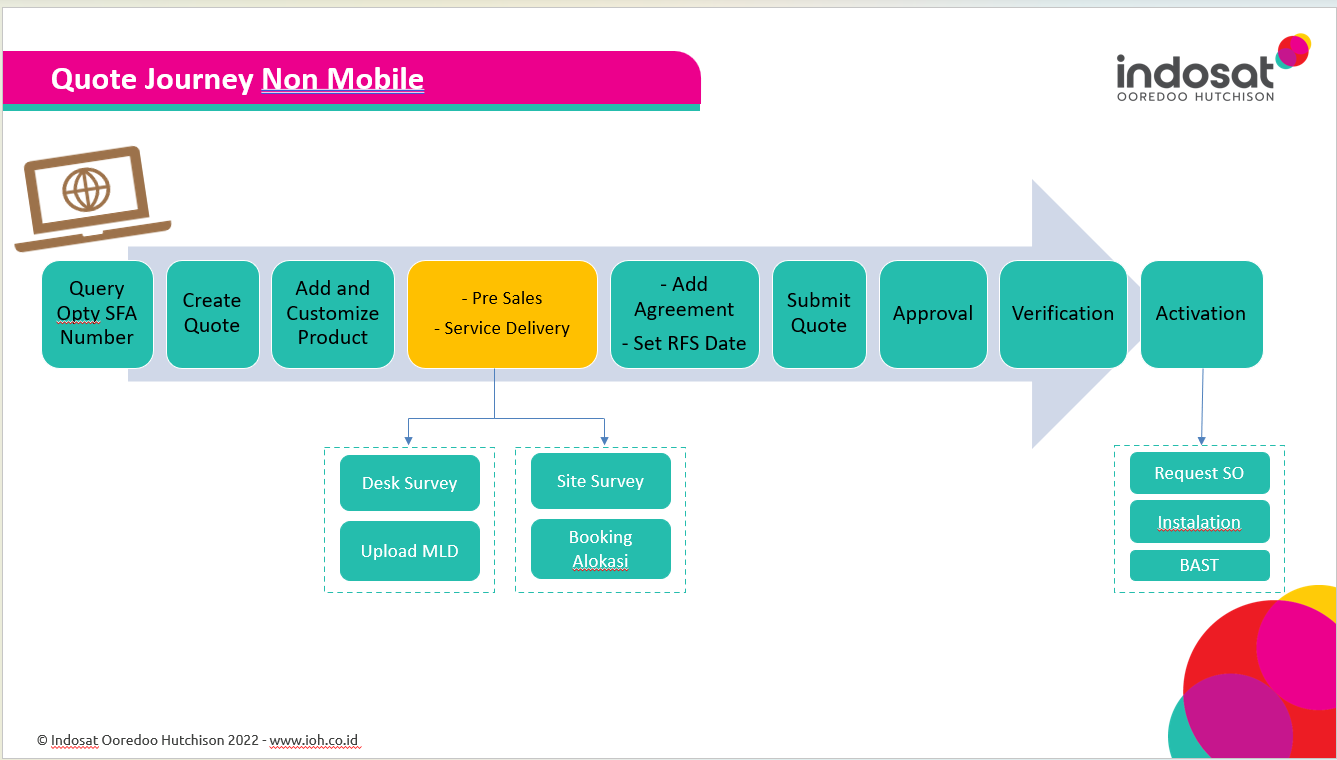 Quote Journey Non Mobile
indosat
OOREDOO HUTCHISON
Query
Opty SFA
Number
Create
Quote
Add and
Customize
Product
- Pre Sales
- Service Delivery
- Add
Agreement
- Set RFS Date
Submit
Quote
Approval
Verification
Activation
Desk Survey
Upload MLD
Site Survey
Booking
Alokasi
Request SO
Instalation
BAST
© Indosat Ooredoo Hutchison 2022 - www.ioh.co.id